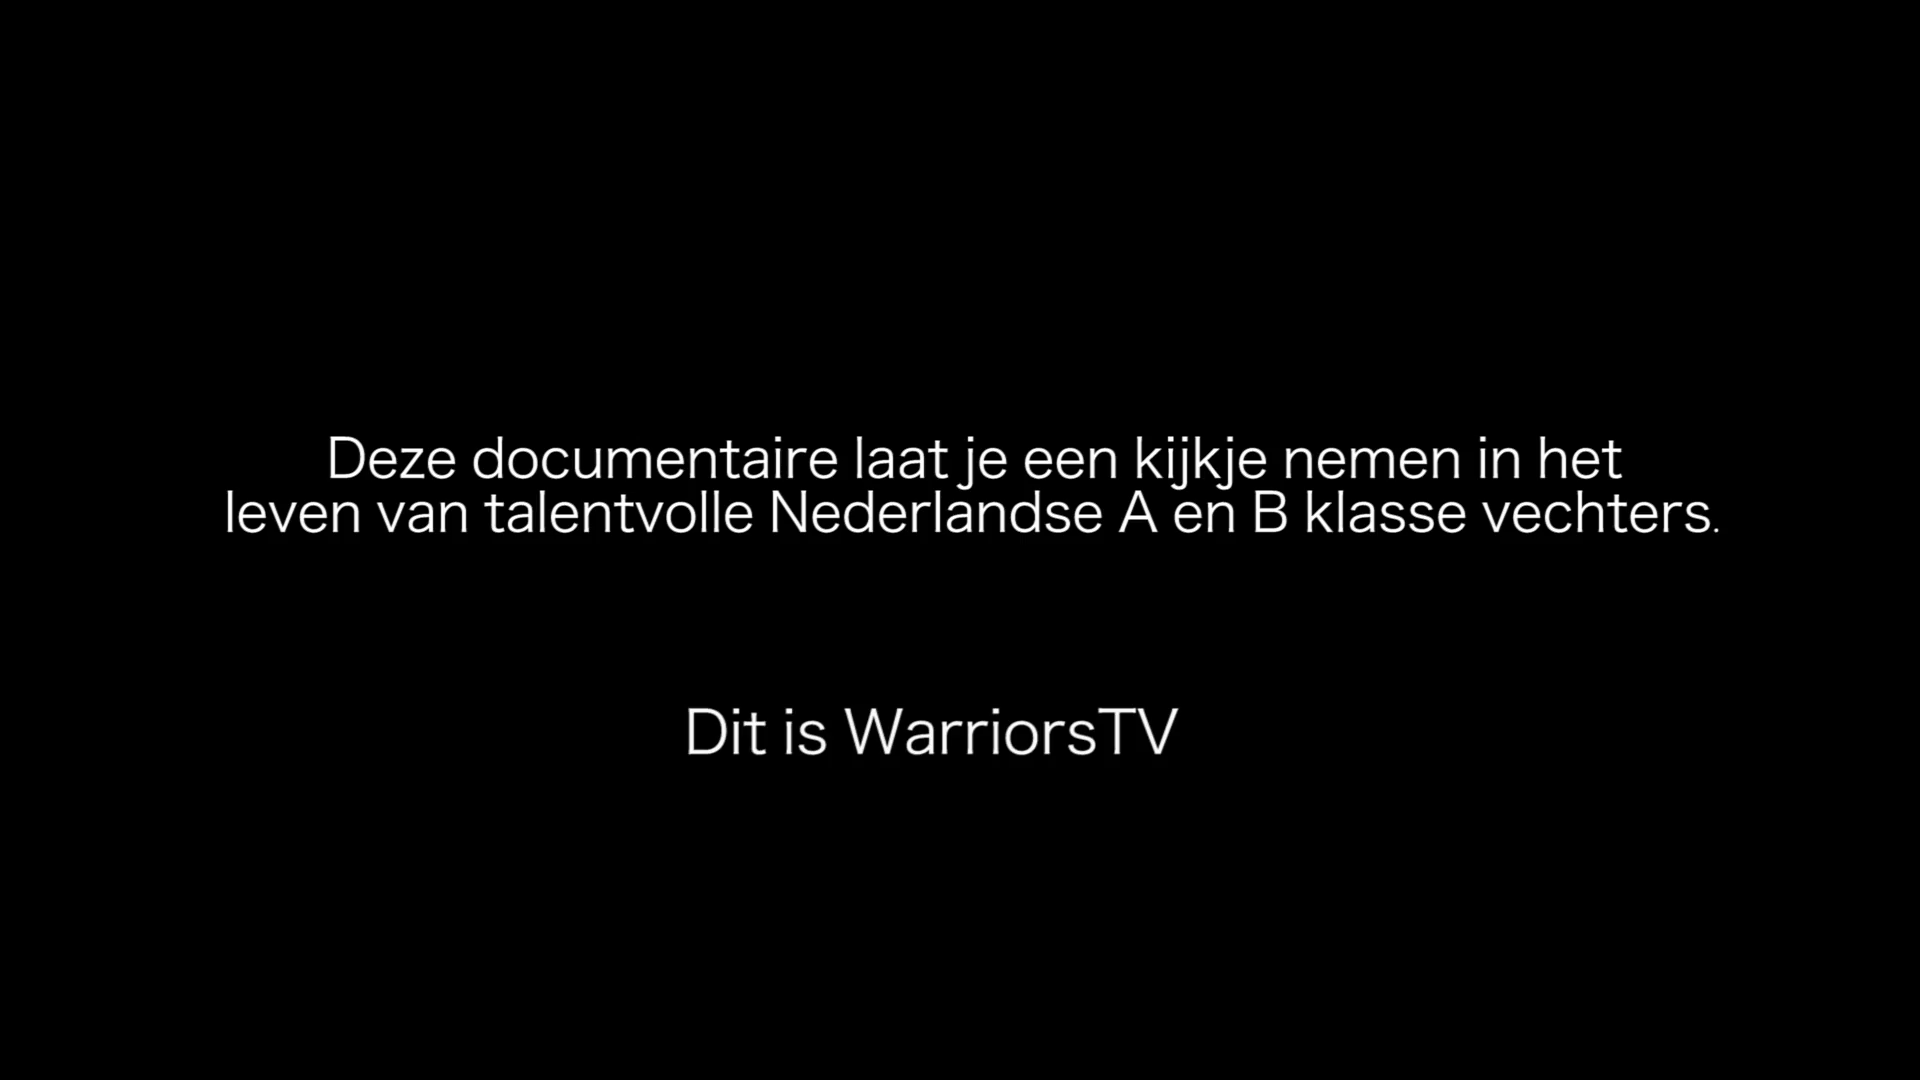 Deze documentaire laat je een kijkje nemen in het
leven van talentvolle Nederlandse A en B klasse vechters.
Dit is WarriorsTV